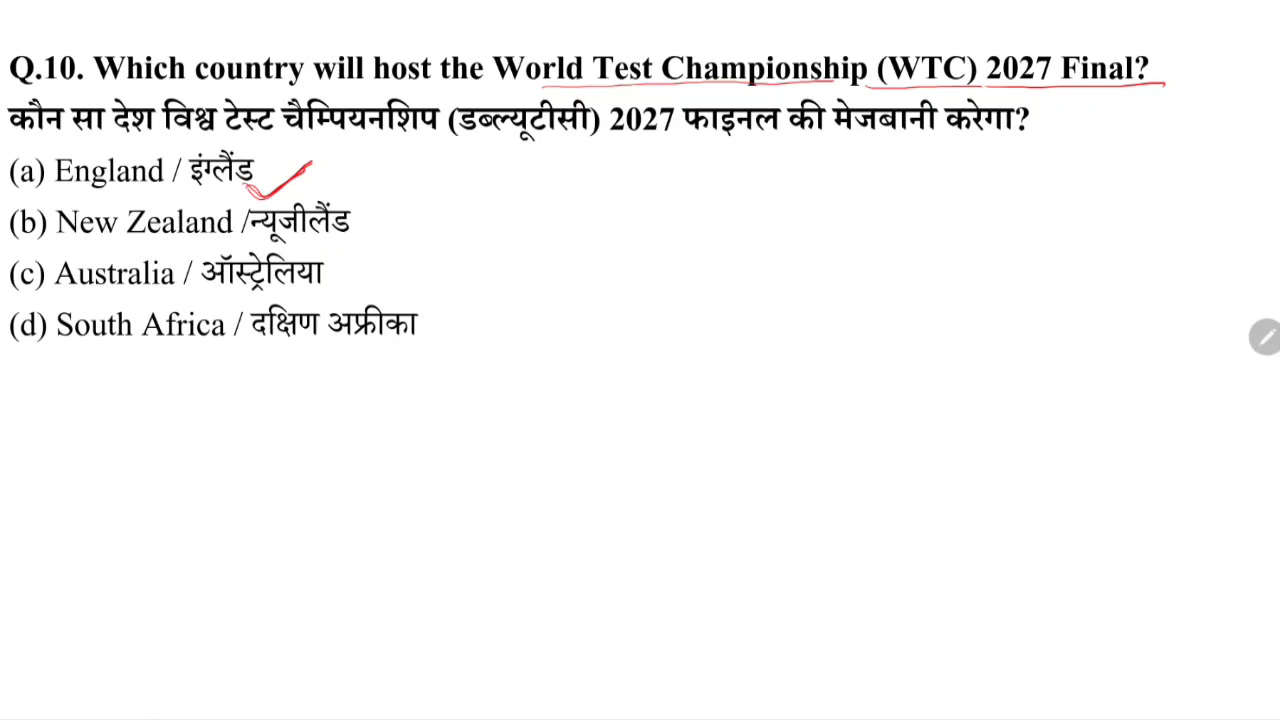 Q.10. Which country will host the World Test Championship (WTC) 2027 Final?
कौन सा देश विश्व टेस्ट चैम्पियनशिप (डब्ल्यूटीसी) 2027 फाइनल की मेजबानी करेगा?
(a) England / इंग्लैंड
(b) New Zealand /न्यूजीलैंड
(c) Australia / ऑस्ट्रेलिया
(d) South Africa / दक्षिण अफ्रीका